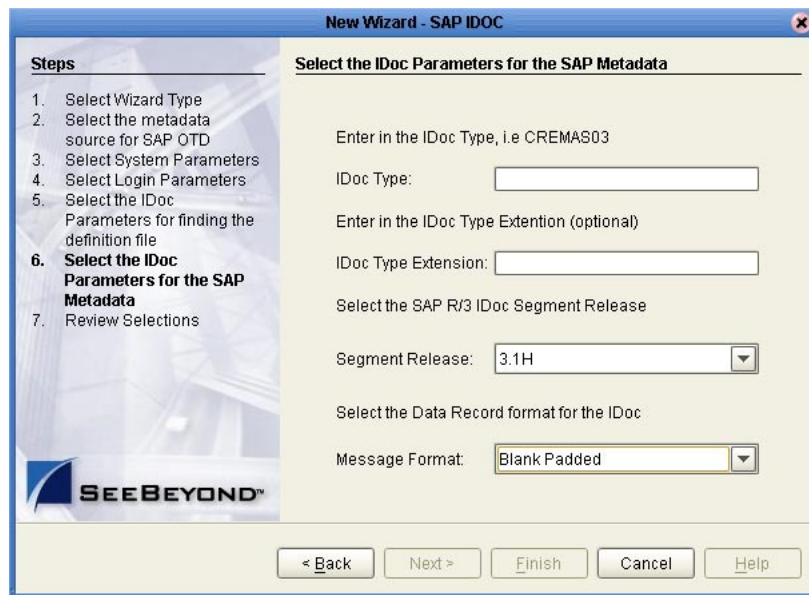 New Wizard - SAP IDOC
Steps
1. Select Wizard Type
2. Select the metadata
source for SAP OTD
3. Select System Parameters
4. Select Login Parameters
5. Select the IDoc
Parameters for finding the
definition file
6. Select the IDoc
Parameters for the SAP
Metadata
7. Review Selections
SEEBEYOND™
Select the IDoc Parameters for the SAP Metadata
Enter in the IDoc Type, i.e CREMAS03
IDoc Type:
Enter in the IDoc Type Extention (optional)
IDoc Type Extension:
Select the SAP R/3 IDoc Segment Release
Segment Release: 3.1H
Select the Data Record format for the IDoc
Message Format: Blank Padded
< Back Next > Finish Cancel Help